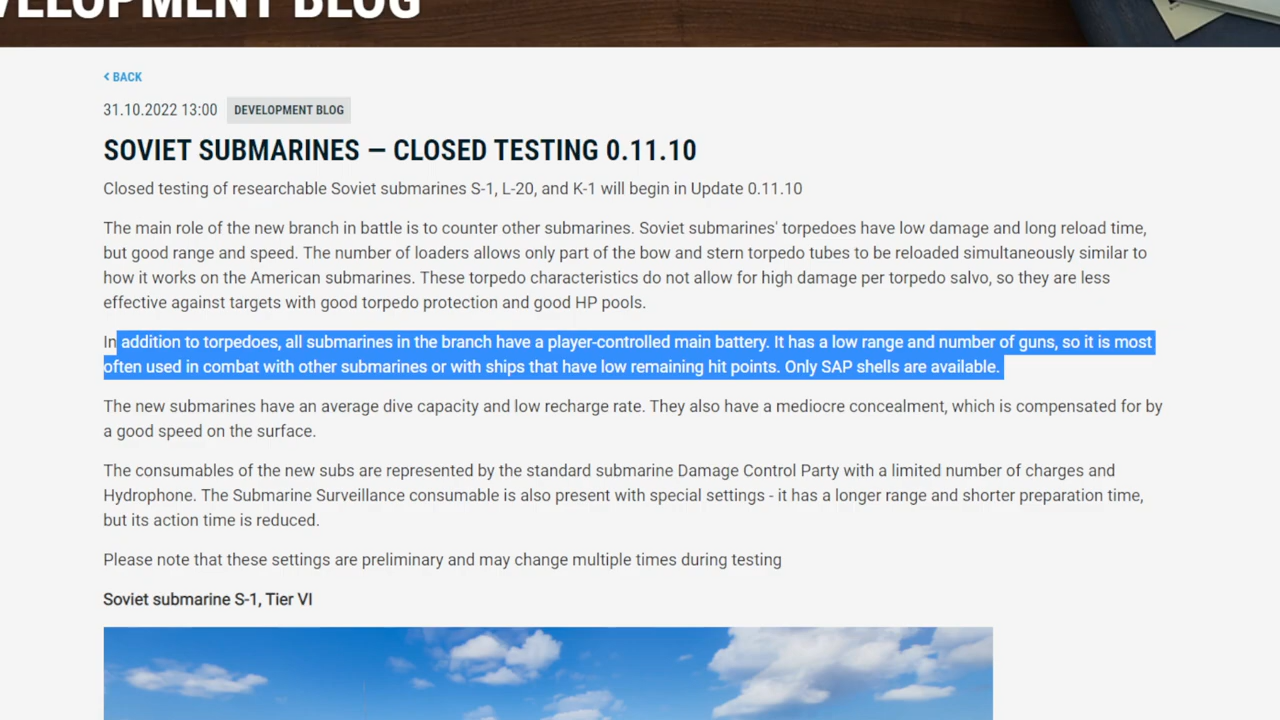 VELOPMENT BLOG
BACK
31.10.2022 13:00 DEVELOPMENT BLOG
SOVIET SUBMARINES — CLOSED TESTING 0.11.10
Closed testing of researchable Soviet submarines S-1, L-20, and K-1 will begin in Update 0.11.10
The main role of the new branch in battle is to counter other submarines. Soviet submarines' torpedoes have low damage and long reload time,
but good range and speed. The number of loaders allows only part of the bow and stern torpedo tubes to be reloaded simultaneously similar to
how it works on the American submarines. These torpedo characteristics do not allow for high damage per torpedo salvo, so they are less
effective against targets with good torpedo protection and good HP pools.
In addition to torpedoes, all submarines in the branch have a player-controlled main battery. It has a low range and number of guns, so it is most
often used in combat with other submarines or with ships that have low remaining hit points. Only SAP shells are available.
The new submarines have an average dive capacity and low recharge rate. They also have a mediocre concealment, which is compensated for by
a good speed on the surface.
The consumables of the new subs are represented by the standard submarine Damage Control Party with a limited number of charges and
Hydrophone. The Submarine Surveillance consumable is also present with special settings - it has a longer range and shorter preparation time,
but its action time is reduced.
Please note that these settings are preliminary and may change multiple times during testing
Soviet submarine S-1, Tier VI